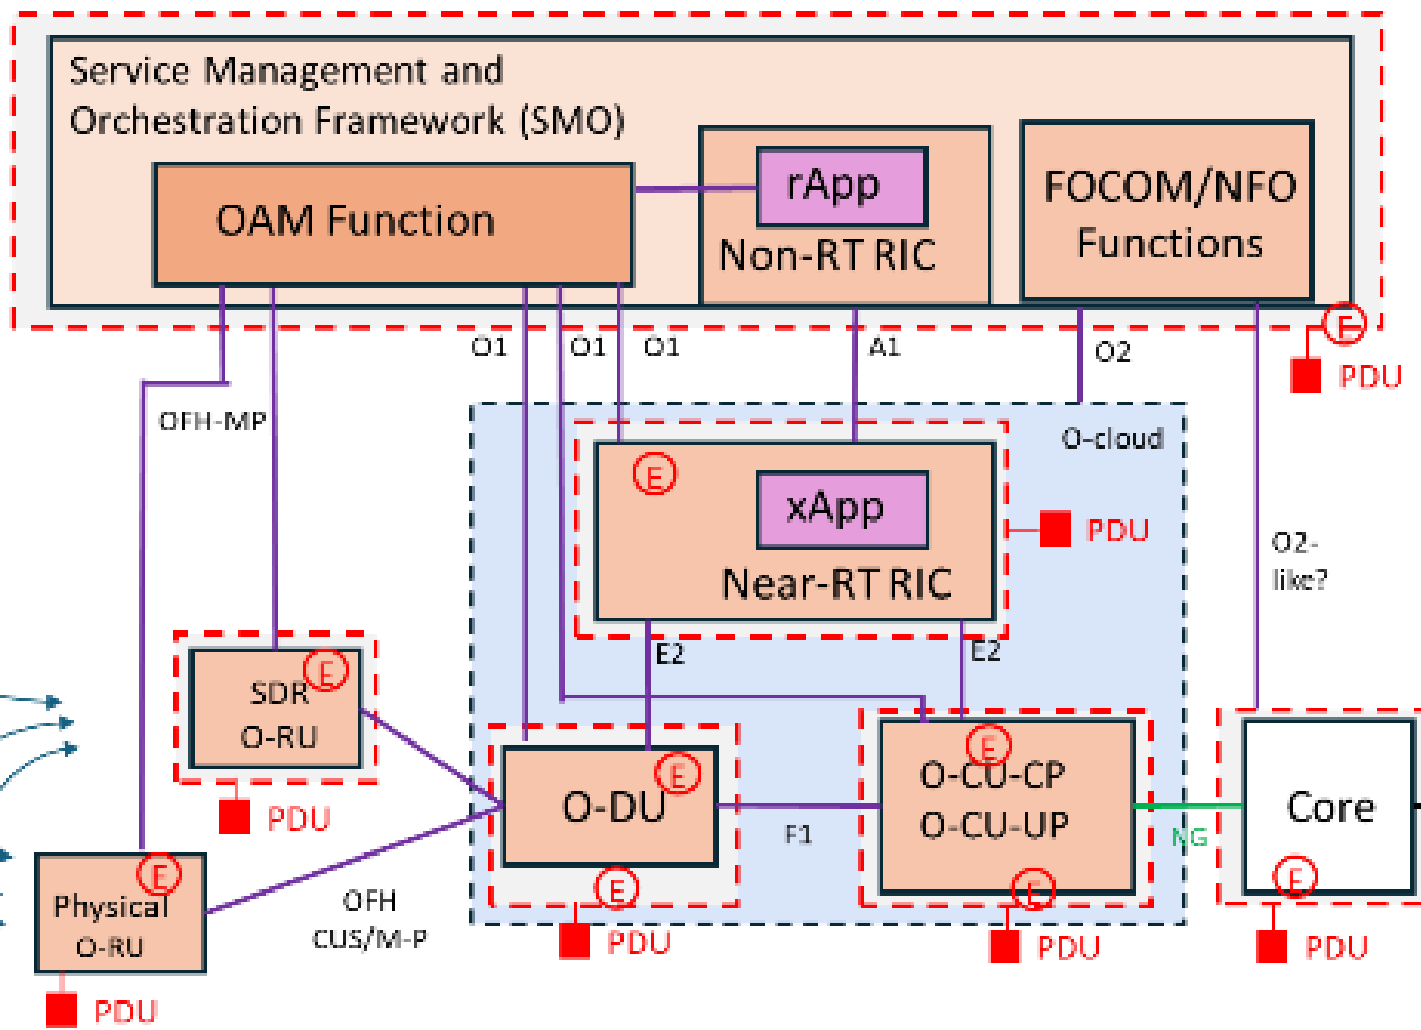 Service Management and
Orchestration Framework (SMO)
OAM Function
rApp
Non-RT RIC
FOCOM/NFO
Functions
E
PDU
O1
O1
O1
A1
O2
OFH-MP
O-cloud
E
xApp
Near-RT RIC
PDU
O2-
like?
E2
E2
E
SDR
O-RU
PDU
E
O-DU
E
PDU
F1
E
O-CU-CP
O-CU-UP
E
PDU
NG
Core
E
PDU
E
Physical
O-RU
PDU
OFH
CUS/M-P